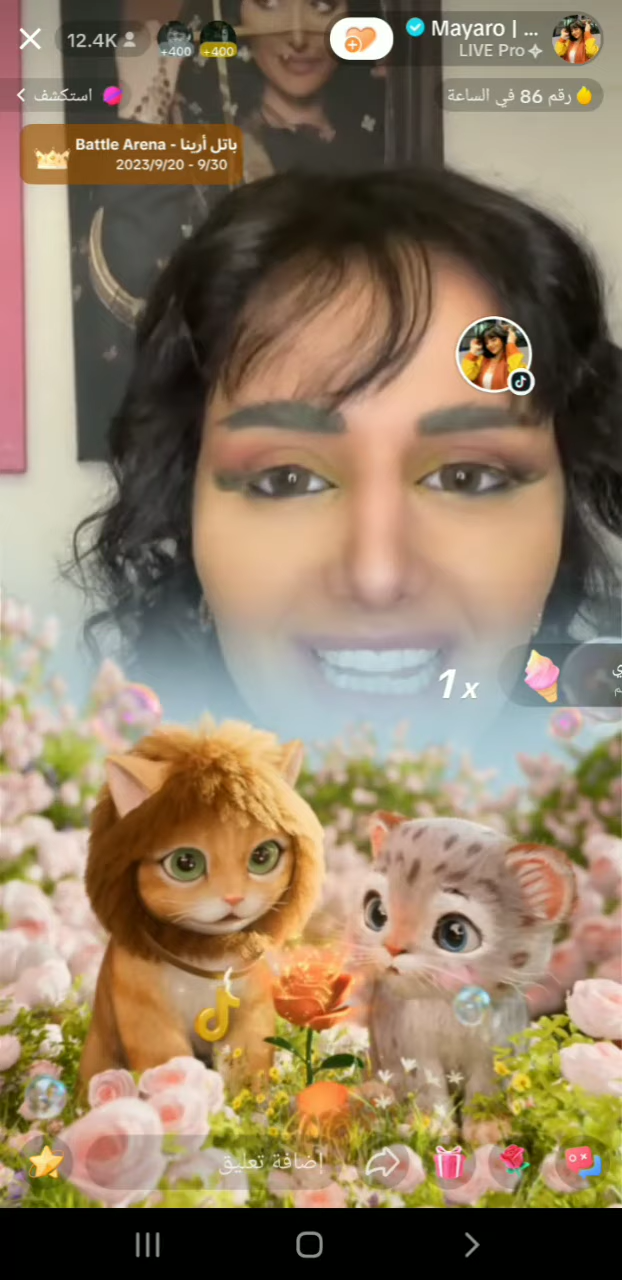 12.4K
+400
+400
Mayaro | ...
LIVE Pro
استكشف
رقم 86 في الساعة
باتل أرينا - Battle Arena
2023/9/20 - 9/30
1 x
إضافة تعليق